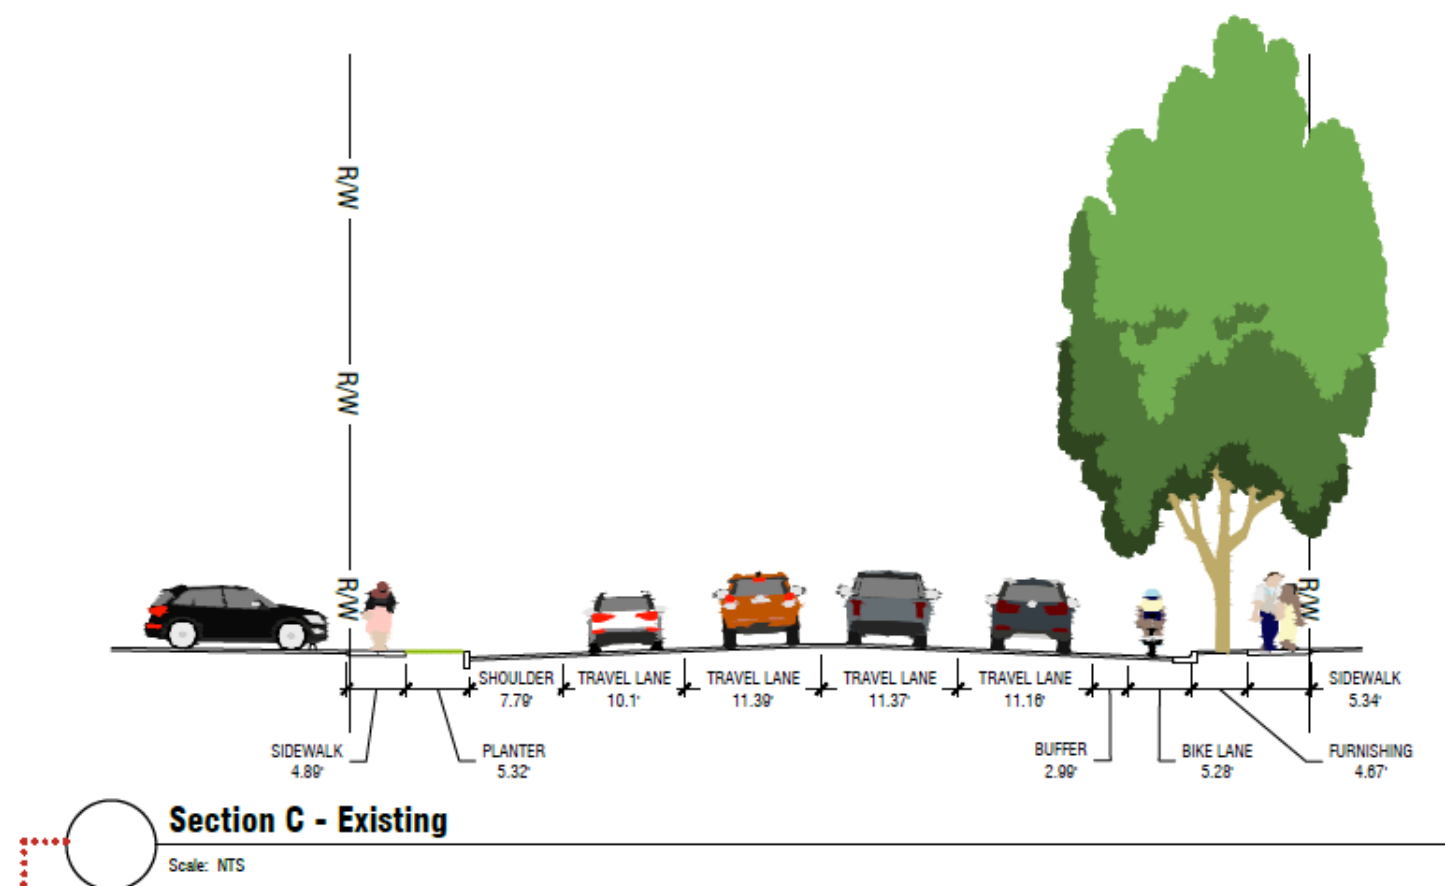 R/W
R/W
R/W
R/W
R/W
SHOULDER
7.79'
TRAVEL LANE
10.1'
TRAVEL LANE
11.39'
TRAVEL LANE
11.37'
TRAVEL LANE
11.16'
SIDEWALK
5.34'
SIDEWALK
4.89'
PLANTER
5.32'
BUFFER
2.99'
BIKE LANE
5.28'
FURNISHING
4.67'
Section C - Existing
Scale: NTS